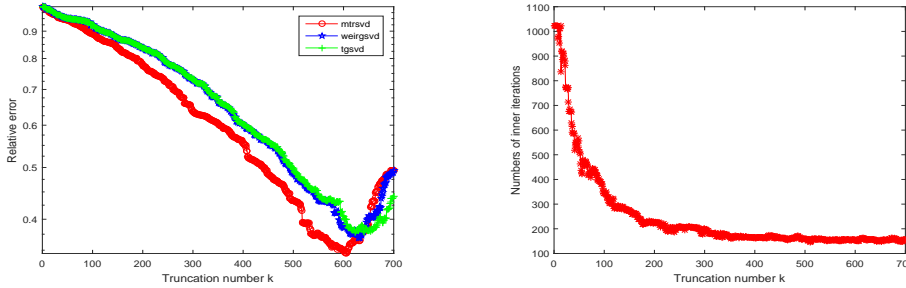 mtrsvd
weirgsvd
tgsvd
Relative error
0.9
0.8
0.7
0.6
0.5
0.4
0 100 200 300 400 500 600 700
Truncation number k
Numbers of inner iterations
1100
1000
900
800
700
600
500
400
300
200
100
0 100 200 300 400 500 600 700
Truncation number k